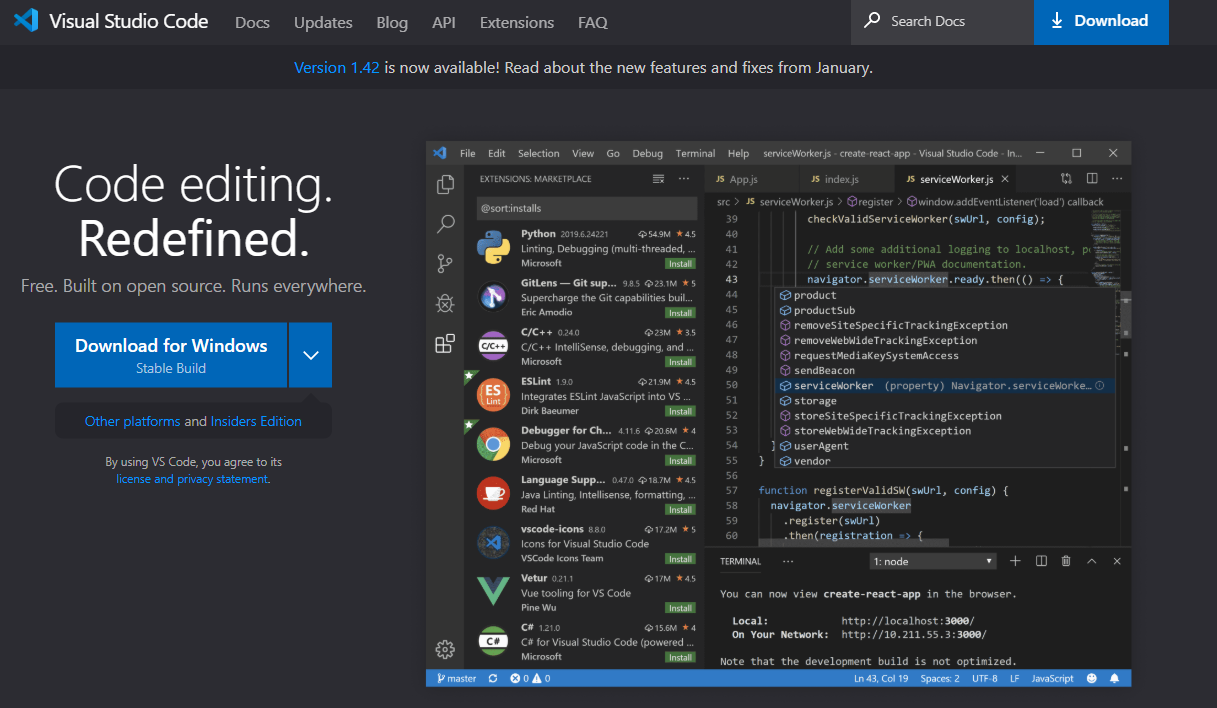 Visual Studio Code Docs Updates Blog API Extensions FAQ Search Docs Download
Version 1.42 is now available! Read about the new features and fixes from January.
Code editing.
Redefined.
Free. Built on open source. Runs everywhere.
Download for Windows
Stable Build
Other platforms and Insiders Edition
By using VS Code, you agree to its
license and privacy statement.
File Edit Selection View Go Debug Terminal Help serviceWorker.js - create-react-app - Visual Studio Code - In...
EXTENSIONS: MARKETPLACE
@sort:installs
Python 2019.6.24221 54.9M 4.5
Linting, Debugging (multi-threaded, ...
Microsoft Install
GitLens — Git sup... 9.8.5 23.1M 5
Supercharge the Git capabilities buil...
Eric Amodio Install
C/C++
C/C++ 0.24.0 23M 3.5
C/C++ IntelliSense, debugging, and ...
Microsoft Install
ES
Lint
ESLint 1.9.0 21.9M 4.5
Integrates ESLint JavaScript into VS ...
Dirk Baeumer Install
Debugger for Ch... 4.11.6 20.6M 4
Debug your JavaScript code in the C...
Microsoft Install
Language Supp... 0.47.0 18.7M 4.5
Java Linting, Intellisense, formatting, ...
Red Hat Install
vscode-icons 8.8.0 17.2M 5
Icons for Visual Studio Code
VSCode Icons Team Install
Vetur 0.21.1 17M 4.5
Vue tooling for VS Code
Pine Wu Install
C#
C# 1.21.0 15.6M 4
C# for Visual Studio Code (powered ...
Microsoft Install
JS App.js JS index.js JS serviceWorker.js
src > JS serviceWorker.js > register > window.addEventListener('load') callback
39 checkValidServiceWorker(swUrl, config);
40
41 // Add some additional logging to localhost, po
42 // service worker/PWA documentation.
43 navigator.serviceWorker.ready.then(() => {
44 product
45 productSub
46 removeSiteSpecificTrackingException
47 removeWebWideTrackingException
48 requestMediaKeySystemAccess
49 sendBeacon
50 serviceWorker (property) Navigator.serviceWorke...
51 storage
52 storeSiteSpecificTrackingException
53 storeWebWideTrackingException
54 } userAgent
55 } vendor
56
57 function registerValidSW(swUrl, config) {
58 navigator.serviceWorker
59 .register(swUrl)
60 .then(registration => {
TERMINAL ... 1: node
You can now view create-react-app in the browser.
Local: http://localhost:3000/
On Your Network: http://10.211.55.3:3000/
Note that the development build is not optimized.
master 0 0 Ln 43, Col 19 Spaces: 2 UTF-8 LF JavaScript